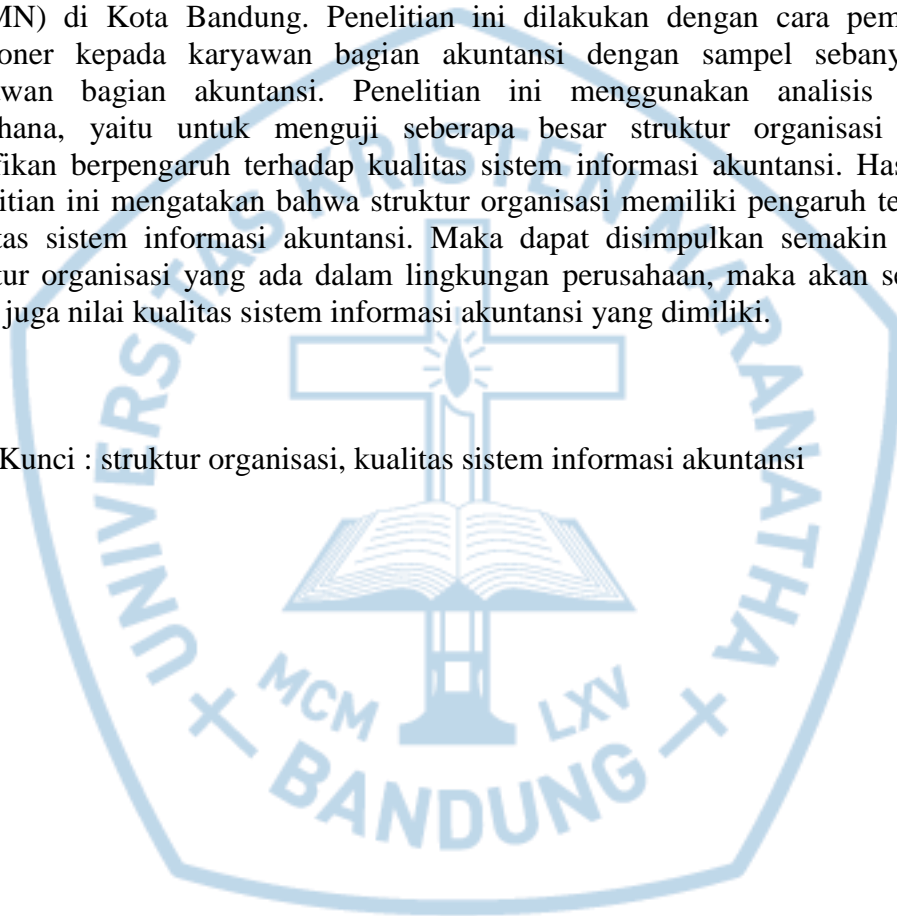 MN) di Kota Bandung. Penelitian ini dilakukan dengan cara pem
oner kepada karyawan bagian akuntansi dengan sampel sebany
wan bagian akuntansi. Penelitian ini menggunakan analisis
hana, yaitu untuk menguji seberapa besar struktur organisasi
fikan berpengaruh terhadap kualitas sistem informasi akuntansi. Has
itian ini mengatakan bahwa struktur organisasi memiliki pengaruh te
tas sistem informasi akuntansi. Maka dapat disimpulkan semakin
tur organisasi yang ada dalam lingkungan perusahaan, maka akan se
juga nilai kualitas sistem informasi akuntansi yang dimiliki.
Kunci : struktur organisasi, kualitas sistem informasi akuntansi
UNIVERSITAS KRISTEN MARANATHA
MCM LXV
BANDUNG